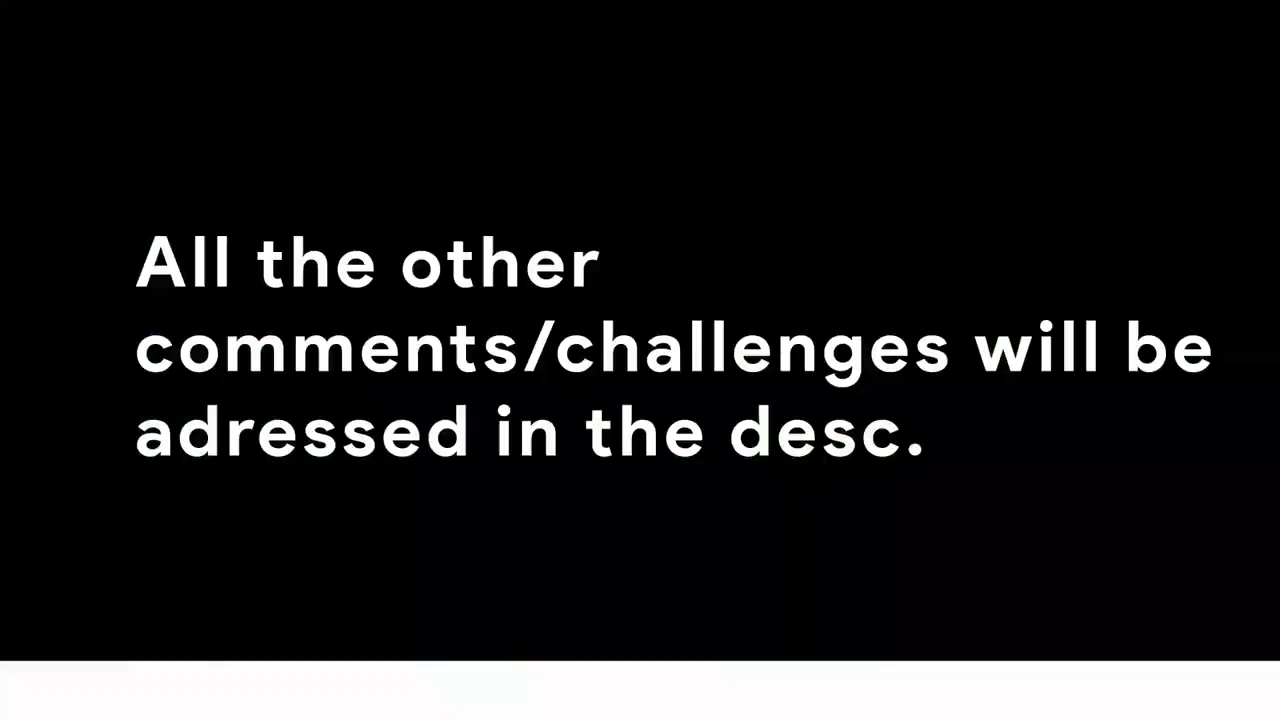 All the other
comments/challenges will be
adressed in the desc.